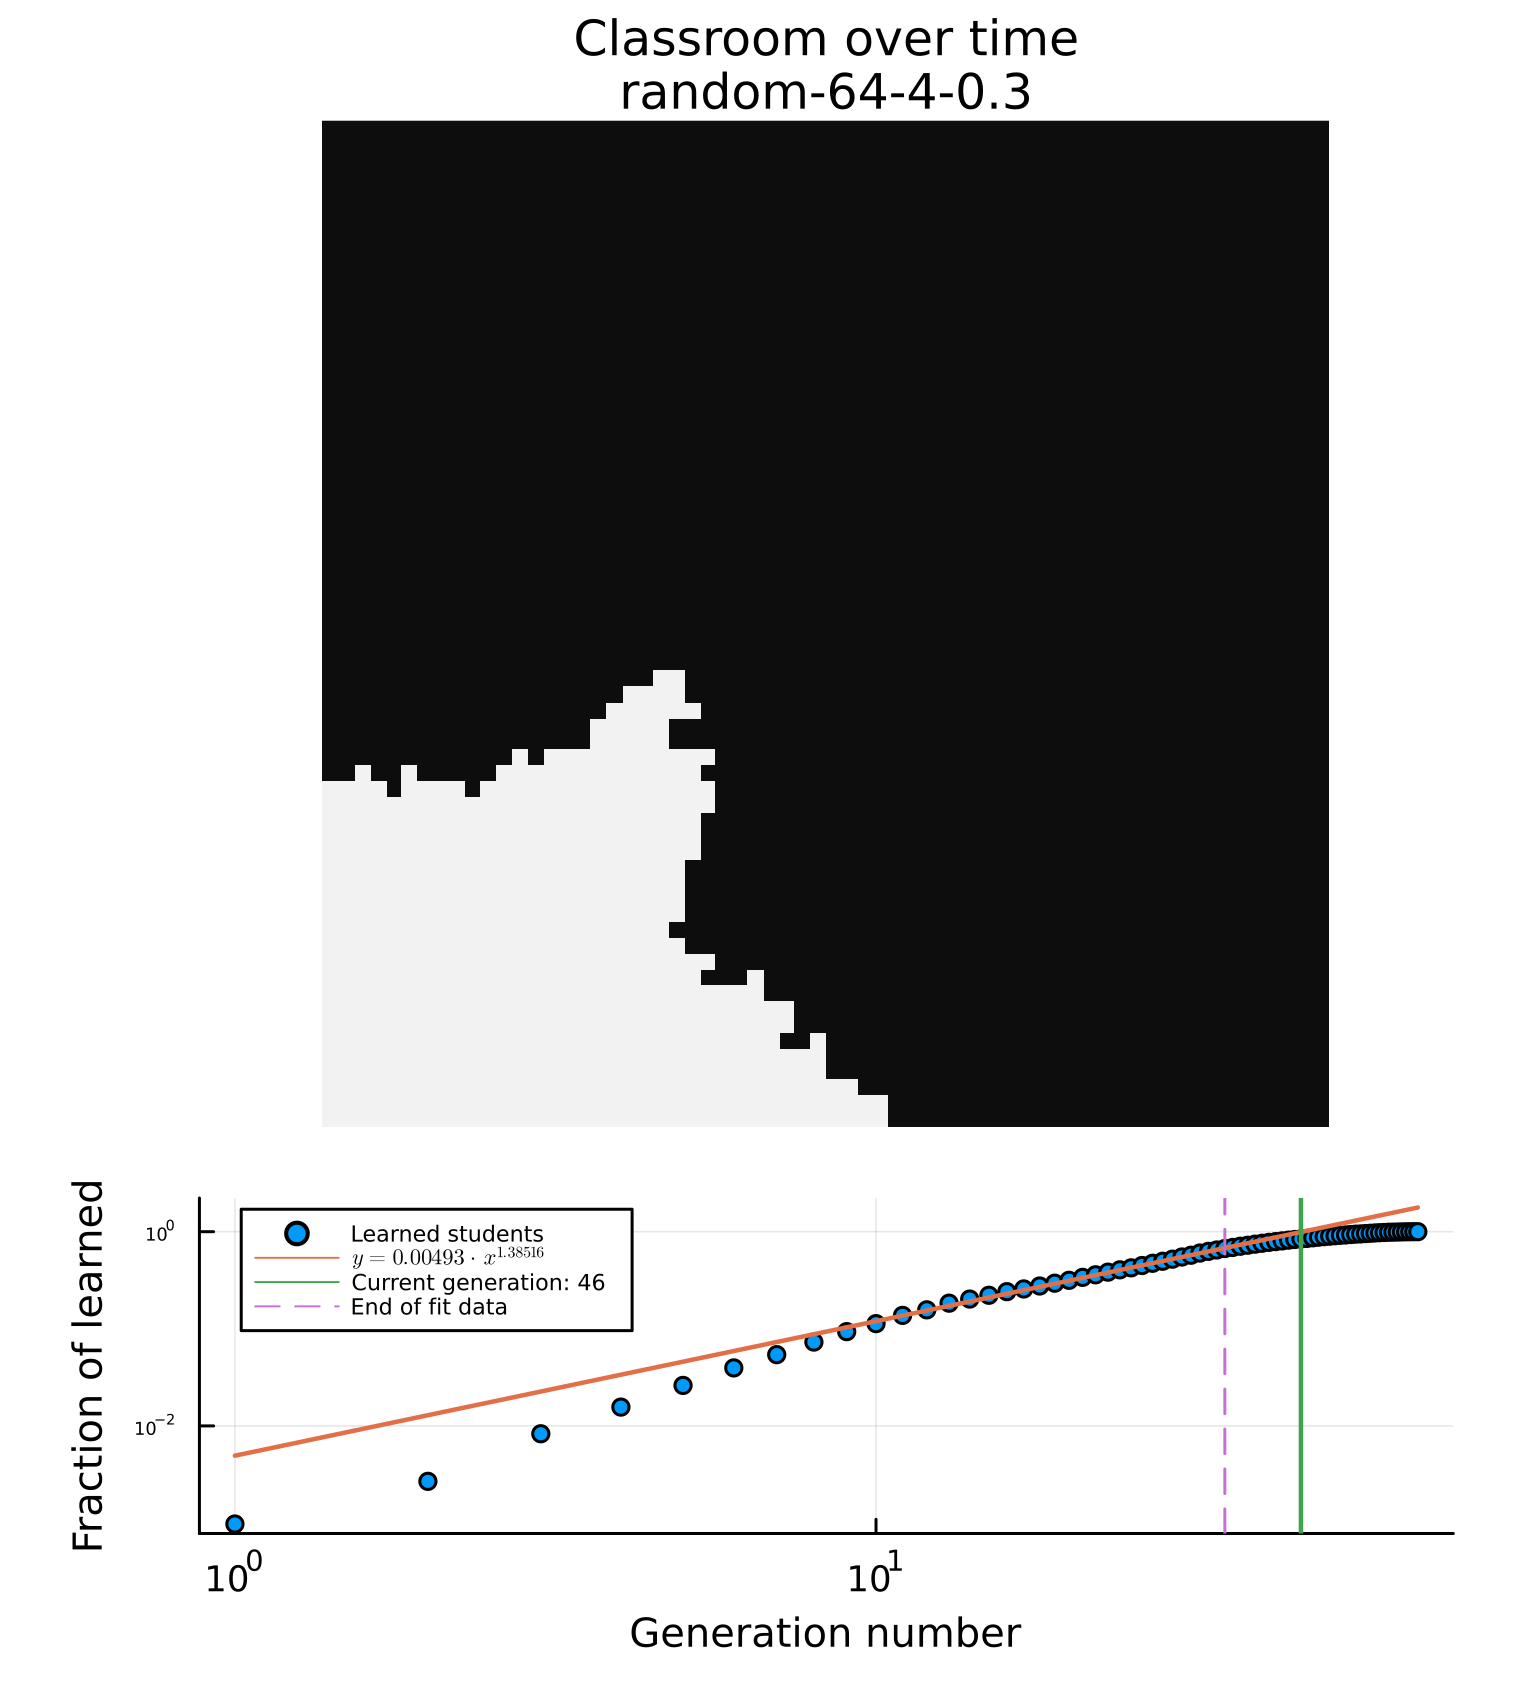 Classroom over time
random-64-4-0.3
Fraction of learned
10⁰
10⁻²
Learned students
y = 0.00493 · x^1.38516
Current generation: 46
End of fit data
10⁰
10¹
Generation number